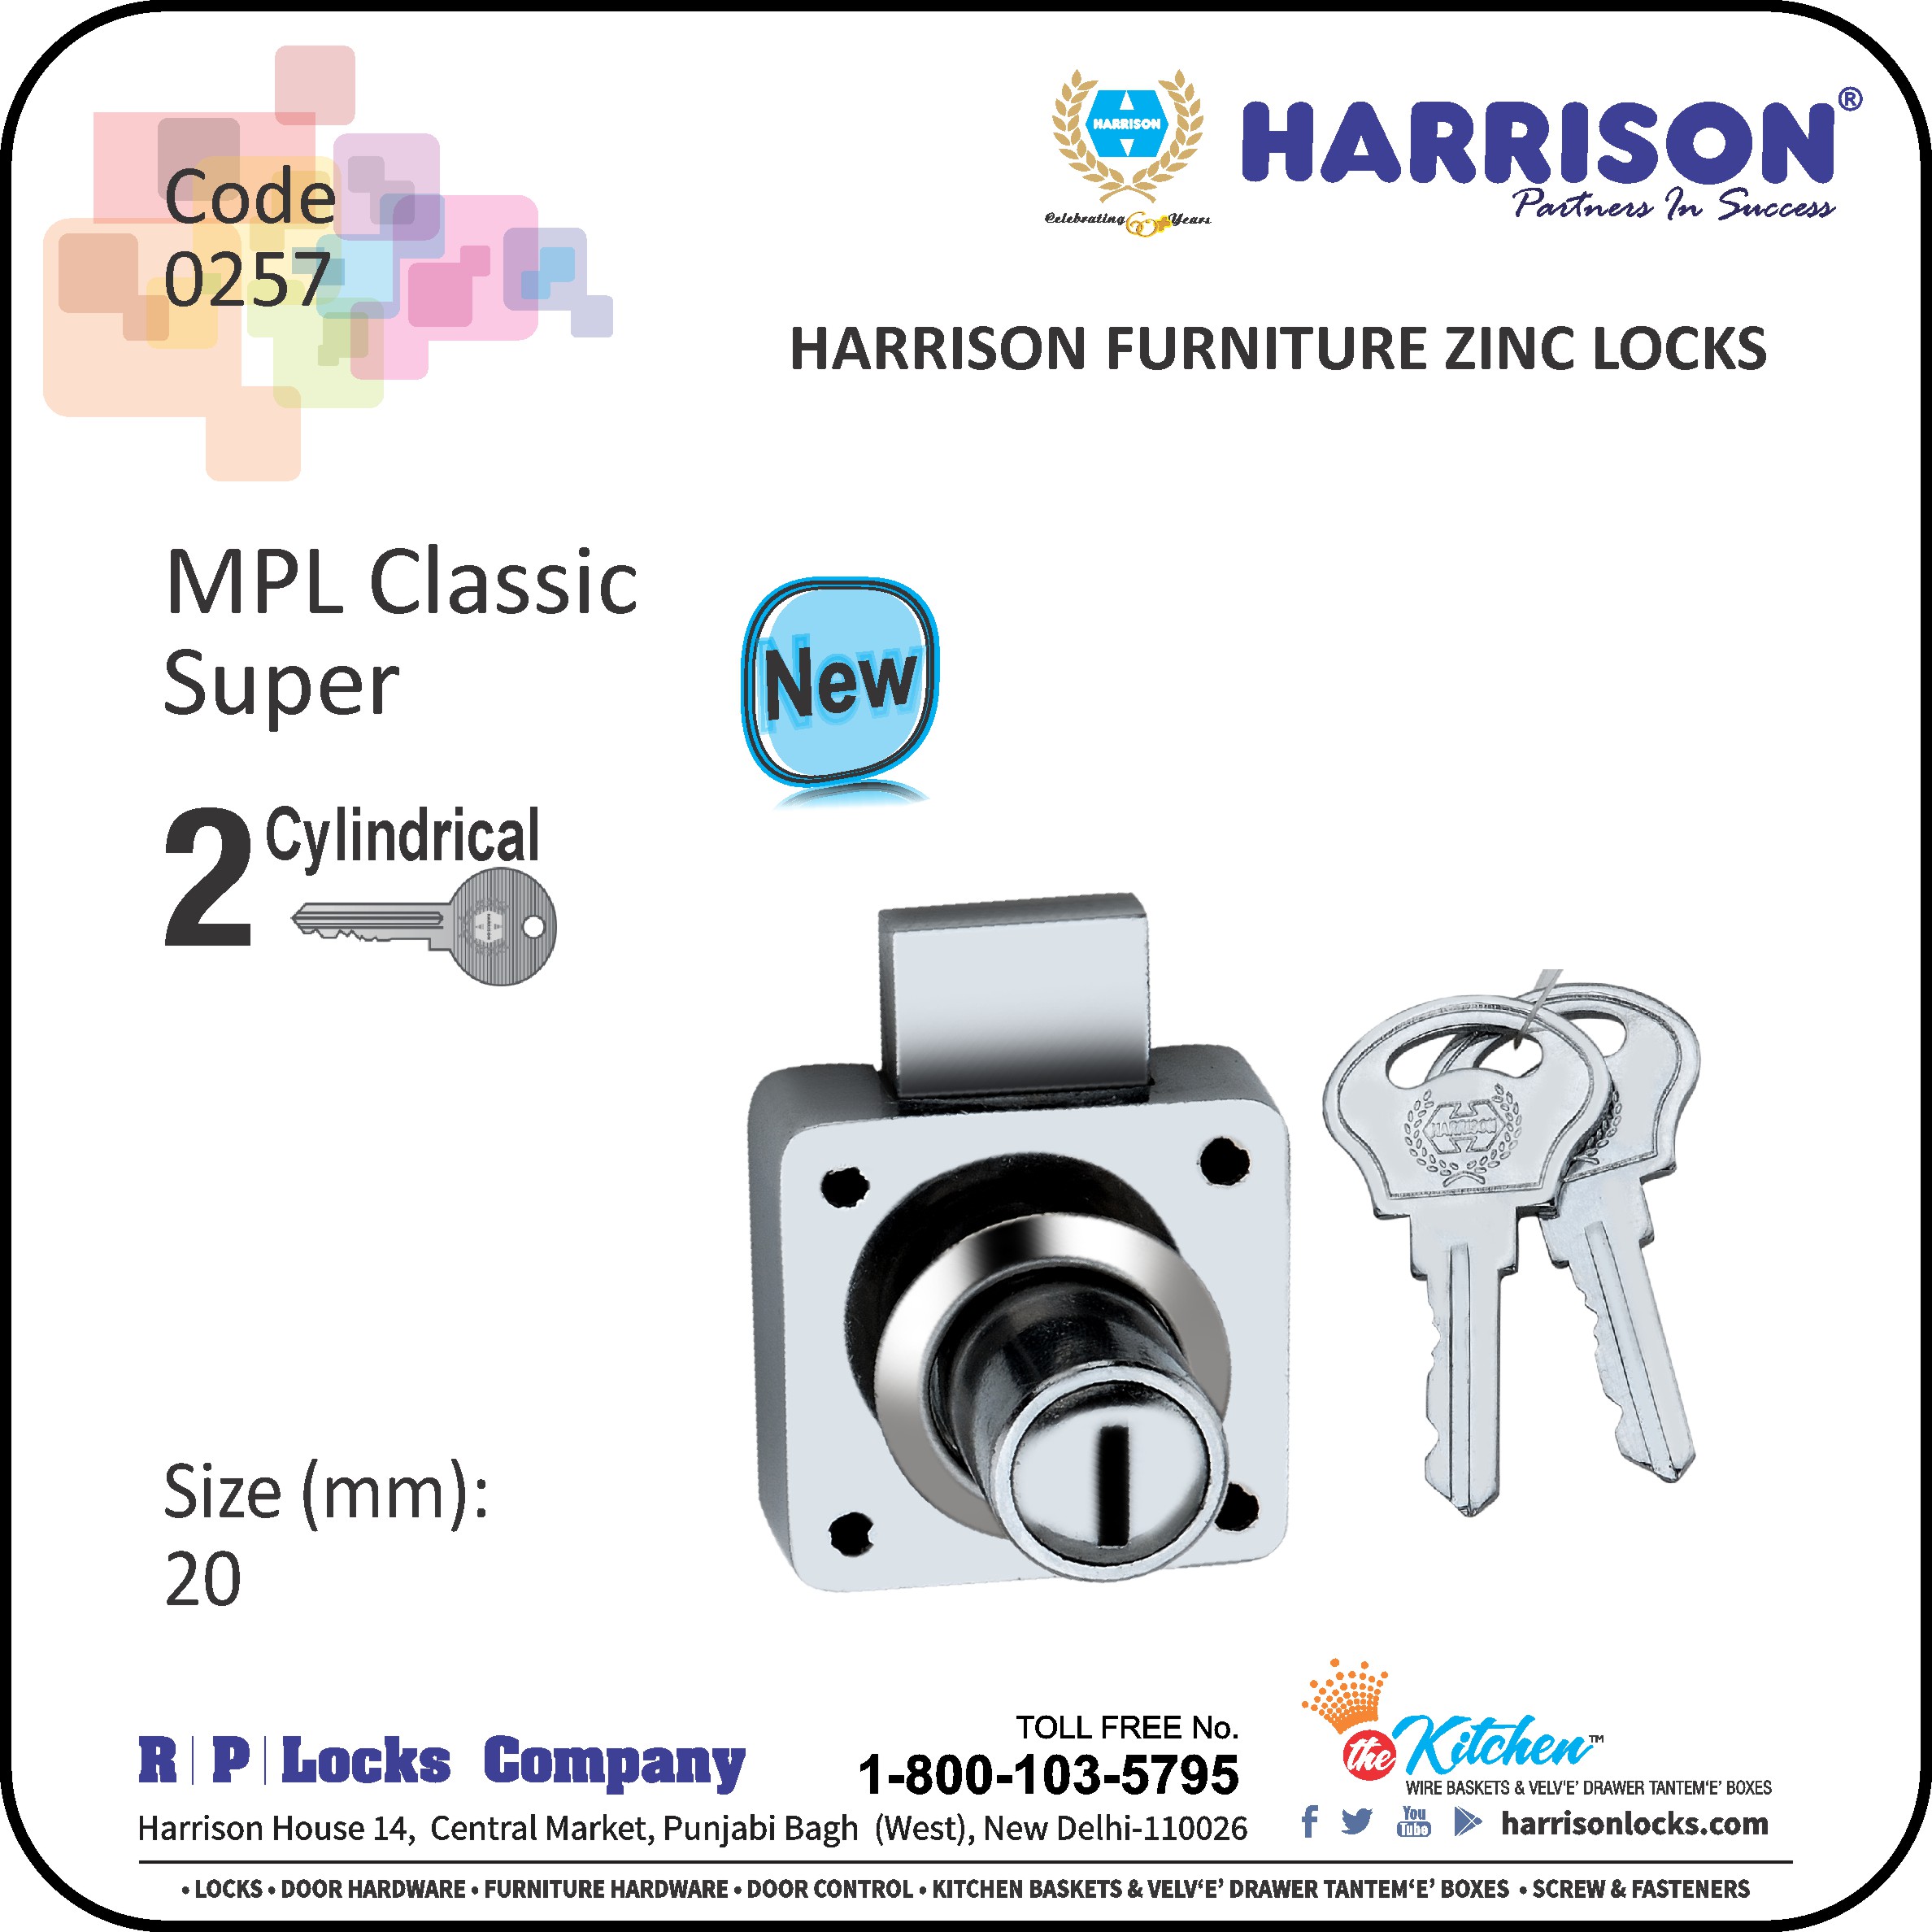 Code
0257
HARRISON
Celebrating 60+ Years
HARRISON®
Partners In Success
HARRISON FURNITURE ZINC LOCKS
MPL Classic
Super
New
2 Cylindrical
HARRISON
HARRISON
Size (mm):
20
R|P|Locks Company
TOLL FREE No.
1-800-103-5795
Harrison House 14, Central Market, Punjabi Bagh (West), New Delhi-110026
the Kitchen™
WIRE BASKETS & VELV'E' DRAWER TANTEM'E' BOXES
f You Tube harrisonlocks.com
• LOCKS • DOOR HARDWARE • FURNITURE HARDWARE • DOOR CONTROL • KITCHEN BASKETS & VELV‘E’ DRAWER TANTEM‘E’ BOXES • SCREW & FASTENERS